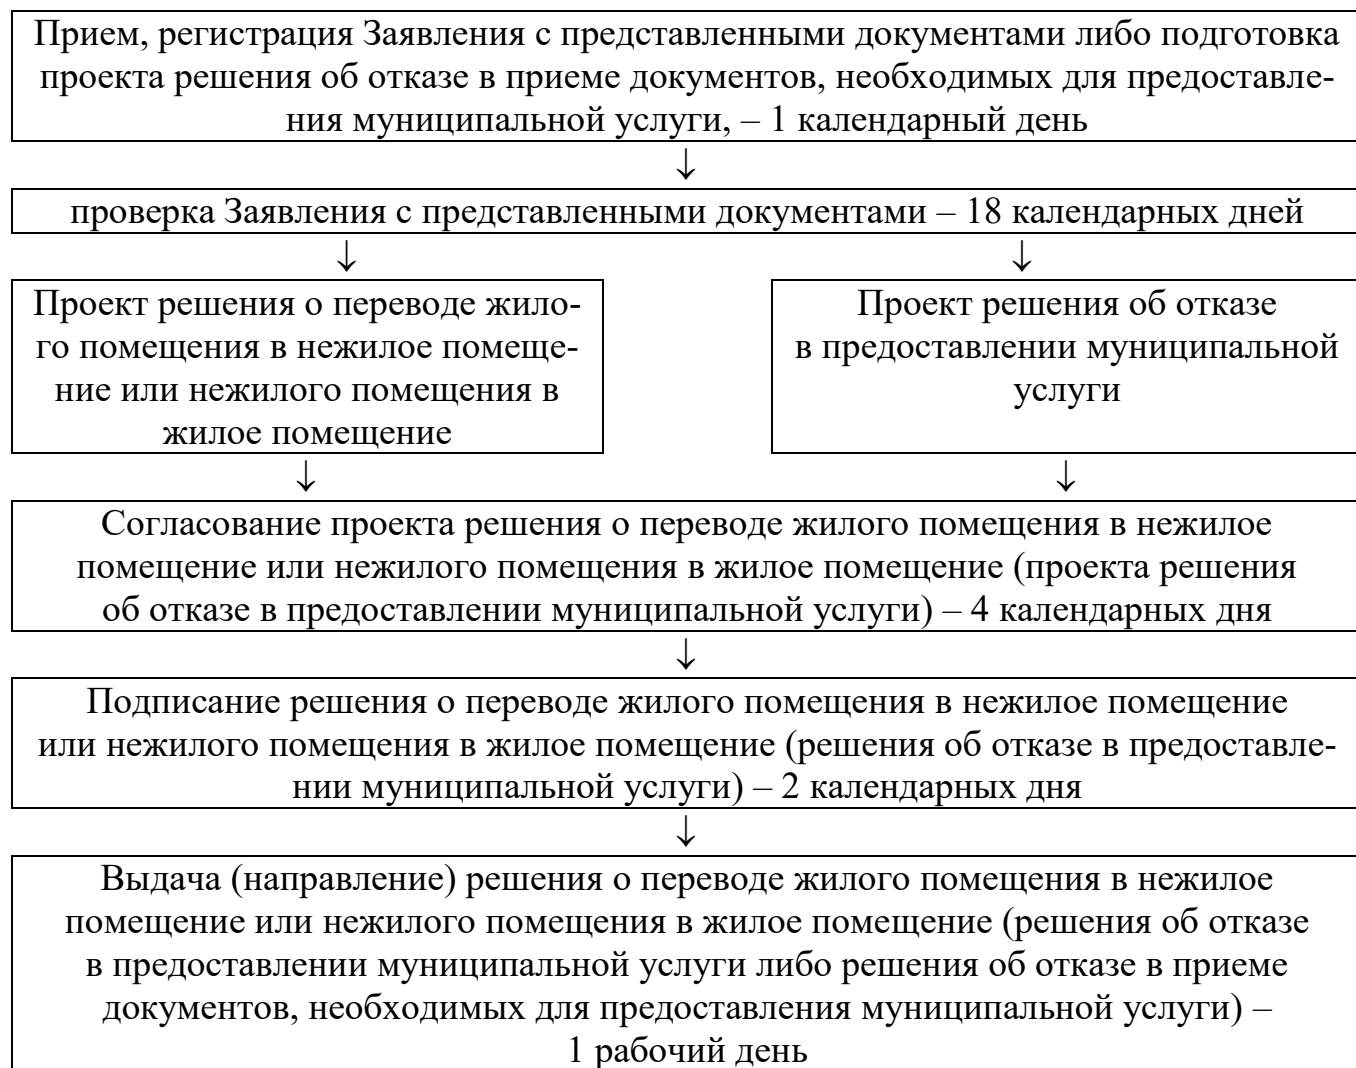 Прием, регистрация Заявления с представленными документами либо подготовка
проекта решения об отказе в приеме документов, необходимых для предоставле-
ния муниципальной услуги, – 1 календарный день
↓
проверка Заявления с представленными документами – 18 календарных дней
↓ ↓
Проект решения о переводе жило-
го помещения в нежилое помеще-
ние или нежилого помещения в
жилое помещение
Проект решения об отказе
в предоставлении муниципальной
услуги
↓ ↓
Согласование проекта решения о переводе жилого помещения в нежилое
помещение или нежилого помещения в жилое помещение (проекта решения
об отказе в предоставлении муниципальной услуги) – 4 календарных дня
↓
Подписание решения о переводе жилого помещения в нежилое помещение
или нежилого помещения в жилое помещение (решения об отказе в предоставле-
нии муниципальной услуги) – 2 календарных дня
↓
Выдача (направление) решения о переводе жилого помещения в нежилое
помещение или нежилого помещения в жилое помещение (решения об отказе
в предоставлении муниципальной услуги либо решения об отказе в приеме
документов, необходимых для предоставления муниципальной услуги) –
1 рабочий день